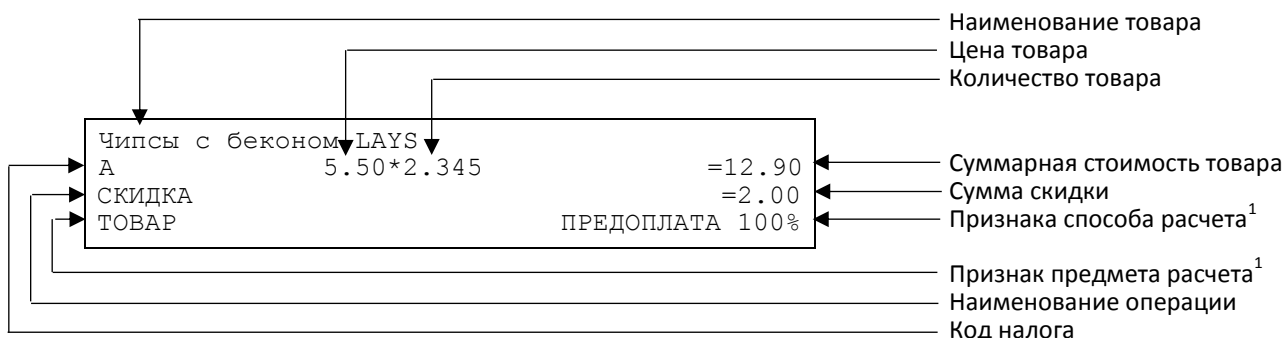 Наименование товара
Цена товара
Количество товара
Чипсы с беконом LAYS
А 5.50*2.345 =12.90
СКИДКА =2.00
ТОВАР ПРЕДОПЛАТА 100%
Суммарная стоимость товара
Сумма скидки
Признака способа расчета1
Признак предмета расчета1
Наименование операции
Код налога